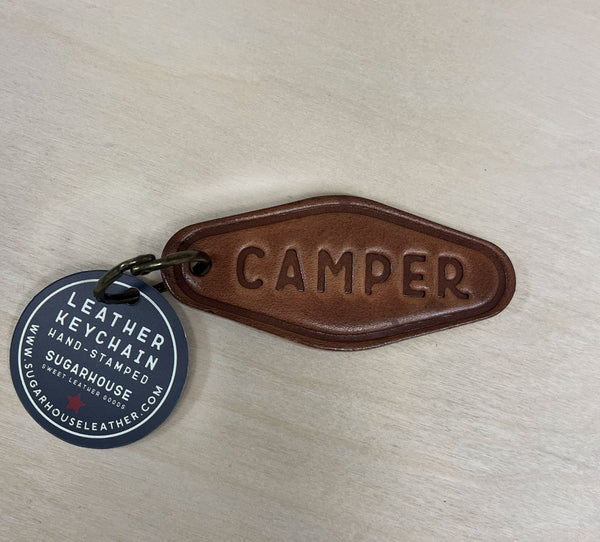 CAMPER
LEATHER
KEYCHAIN
HAND-STAMPED
SUGARHOUSE
SWEET LEATHER GOODS
WWW.SUGARHOUSELEATHER.COM